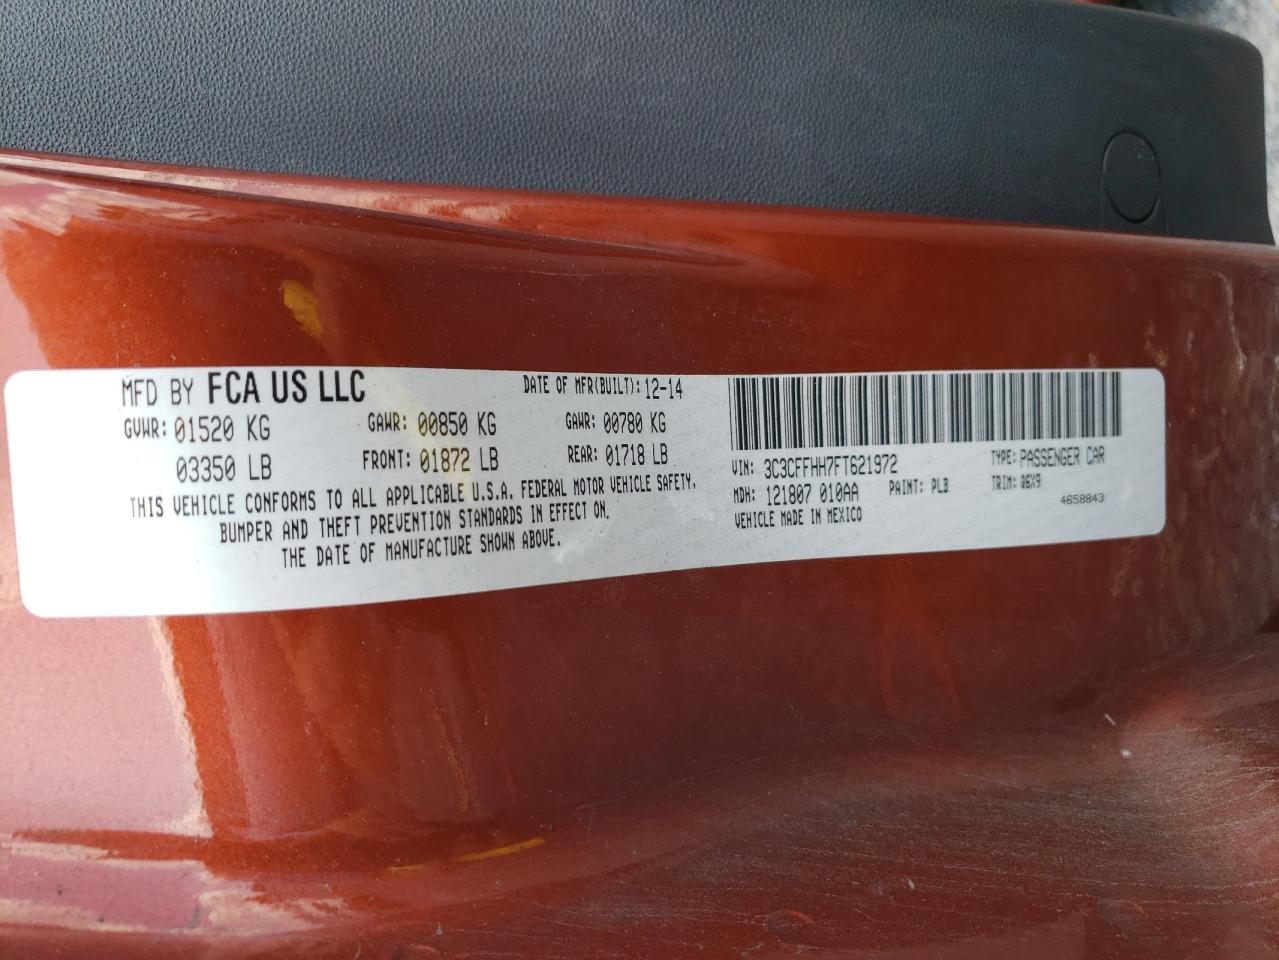 MFD BY FCA US LLC DATE OF MFR(BUILT): 12-14
GVWR: 01520 KG GAWR: 00850 KG GAWR: 00780 KG
03350 LB FRONT: 01872 LB REAR: 01718 LB
THIS VEHICLE CONFORMS TO ALL APPLICABLE U.S.A. FEDERAL MOTOR VEHICLE SAFETY,
BUMPER AND THEFT PREVENTION STANDARDS IN EFFECT ON
THE DATE OF MANUFACTURE SHOWN ABOVE.
VIN: 3C3CFFHH7FT621972 TYPE: PASSENGER CAR
MDH: 121807 010AA PAINT: PLB TRIM: Q6X9
VEHICLE MADE IN MEXICO 4658843